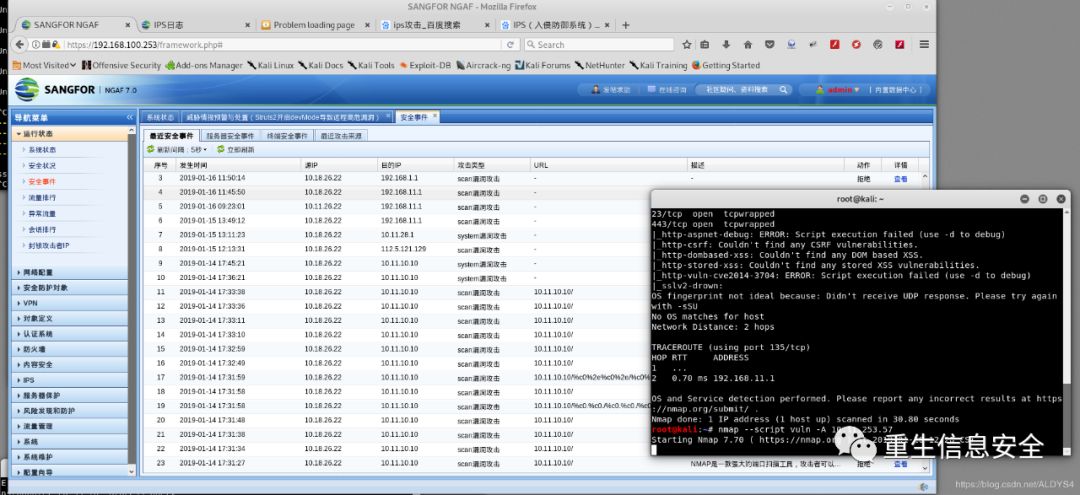 SANGFOR NGAF - Mozilla Firefox
SANGFOR NGAF
IPS日志
Problem loading page
ips攻击_百度搜索
IPS（入侵防御系统）...
https://192.168.100.253/framework.php#
Search
Most Visited
Offensive Security
Add-ons Manager
Kali Linux
Kali Docs
Kali Tools
Exploit-DB
Aircrack-ng
Kali Forums
NetHunter
Kali Training
Getting Started
SANGFOR NGAF 7.0
在线咨询
admin
内置数据中心
导航菜单
系统状态
威胁情报预警与处置（Struts2开启devMode导致远程高危漏洞）
安全事件
运行状态
系统状态
安全状况
安全事件
流量排行
异常流量
会话排行
封锁攻击者IP
网络配置
安全防护对象
VPN
对象定义
认证系统
防火墙
内容安全
IPS
服务器保护
风险发现和防护
流量管理
系统
系统维护
配置向导
最近安全事件 服务器安全事件 终端安全事件 最近攻击来源
刷新间隔：5秒 立即刷新
序号 发生时间 源IP 目的IP 攻击类型 URL 描述 动作 详情
3 2019-01-16 11:50:14 10.18.26.22 192.168.1.1 scan漏洞攻击 - - 拒绝 查看
4 2019-01-16 11:45:50 10.18.26.22 192.168.11.1 scan漏洞攻击 -
5 2019-01-16 09:23:01 10.11.26.22 192.168.11.1 scan漏洞攻击 -
6 2019-01-15 13:49:12 10.18.26.22 192.168.11.1 scan漏洞攻击 -
7 2019-01-15 13:11:23 10.18.26.22 10.11.28.1 system漏洞攻击 -
8 2019-01-15 12:13:31 10.18.26.22 112.5.121.129 scan漏洞攻击 -
9 2019-01-14 17:45:21 10.18.26.22 10.11.10.10 system漏洞攻击 -
10 2019-01-14 17:36:21 10.18.26.22 10.11.10.10 system漏洞攻击 -
11 2019-01-14 17:33:38 10.18.26.22 10.11.10.10 scan漏洞攻击 10.11.10.10/
12 2019-01-14 17:33:36 10.18.26.22 10.11.10.10 scan漏洞攻击 10.11.10.10/
13 2019-01-14 17:33:11 10.18.26.22 10.11.10.10 scan漏洞攻击 10.11.10.10/
14 2019-01-14 17:33:10 10.18.26.22 10.11.10.10 scan漏洞攻击 10.11.10.10/
15 2019-01-14 17:32:59 10.18.26.22 10.11.10.10 scan漏洞攻击 10.11.10.10/
16 2019-01-14 17:32:49 10.18.26.22 10.11.10.10 scan漏洞攻击 10.11.10.10/
17 2019-01-14 17:31:59 10.18.26.22 10.11.10.10 scan漏洞攻击 10.11.10.10/%c0%2e%c0%2e/%c0%
18 2019-01-14 17:31:58 10.18.26.22 10.11.10.10 scan漏洞攻击 10.11.10.10/
19 2019-01-14 17:31:58 10.18.26.22 10.11.10.10 scan漏洞攻击
20 2019-01-14 17:31:48 10.18.26.22 10.11.10.10 scan漏洞攻击 10.11.10.10/
21 2019-01-14 17:31:38 10.18.26.22 10.11.10.10 scan漏洞攻击 10.11.10.10/
22 2019-01-14 17:31:34 10.18.26.22 10.11.10.10 scan漏洞攻击 10.11.10.10/
23 2019-01-14 17:31:27 10.18.26.22 10.11.10.10 scan漏洞攻击 10.11.10.10/ NMAP是一款强大的端口扫描工具，攻击者可以... 拒绝 查看
root@kali: ~
23/tcp open tcpwrapped
443/tcp open tcpwrapped
|_http-aspnet-debug: ERROR: Script execution failed (use -d to debug)
|_http-csrf: Couldn't find any CSRF vulnerabilities.
|_http-dombased-xss: Couldn't find any DOM based XSS.
|_http-stored-xss: Couldn't find any stored XSS vulnerabilities.
|_http-vuln-cve2014-3704: ERROR: Script execution failed (use -d to debug)
|_sslv2-drown:
OS fingerprint not ideal because: Didn't receive UDP response. Please try again
with -sSU
No OS matches for host
Network Distance: 2 hops
TRACEROUTE (using port 135/tcp)
HOP RTT ADDRESS
1 ...
2 0.70 ms 192.168.11.1
OS and Service detection performed. Please report any incorrect results at https
://nmap.org/submit/ .
Nmap done: 1 IP address (1 host up) scanned in 30.80 seconds
root@kali:~# nmap --script vuln -A
Starting Nmap 7.70 ( https://nmap.org
重生信息安全
https://blog.csdn.net/ALDYS4